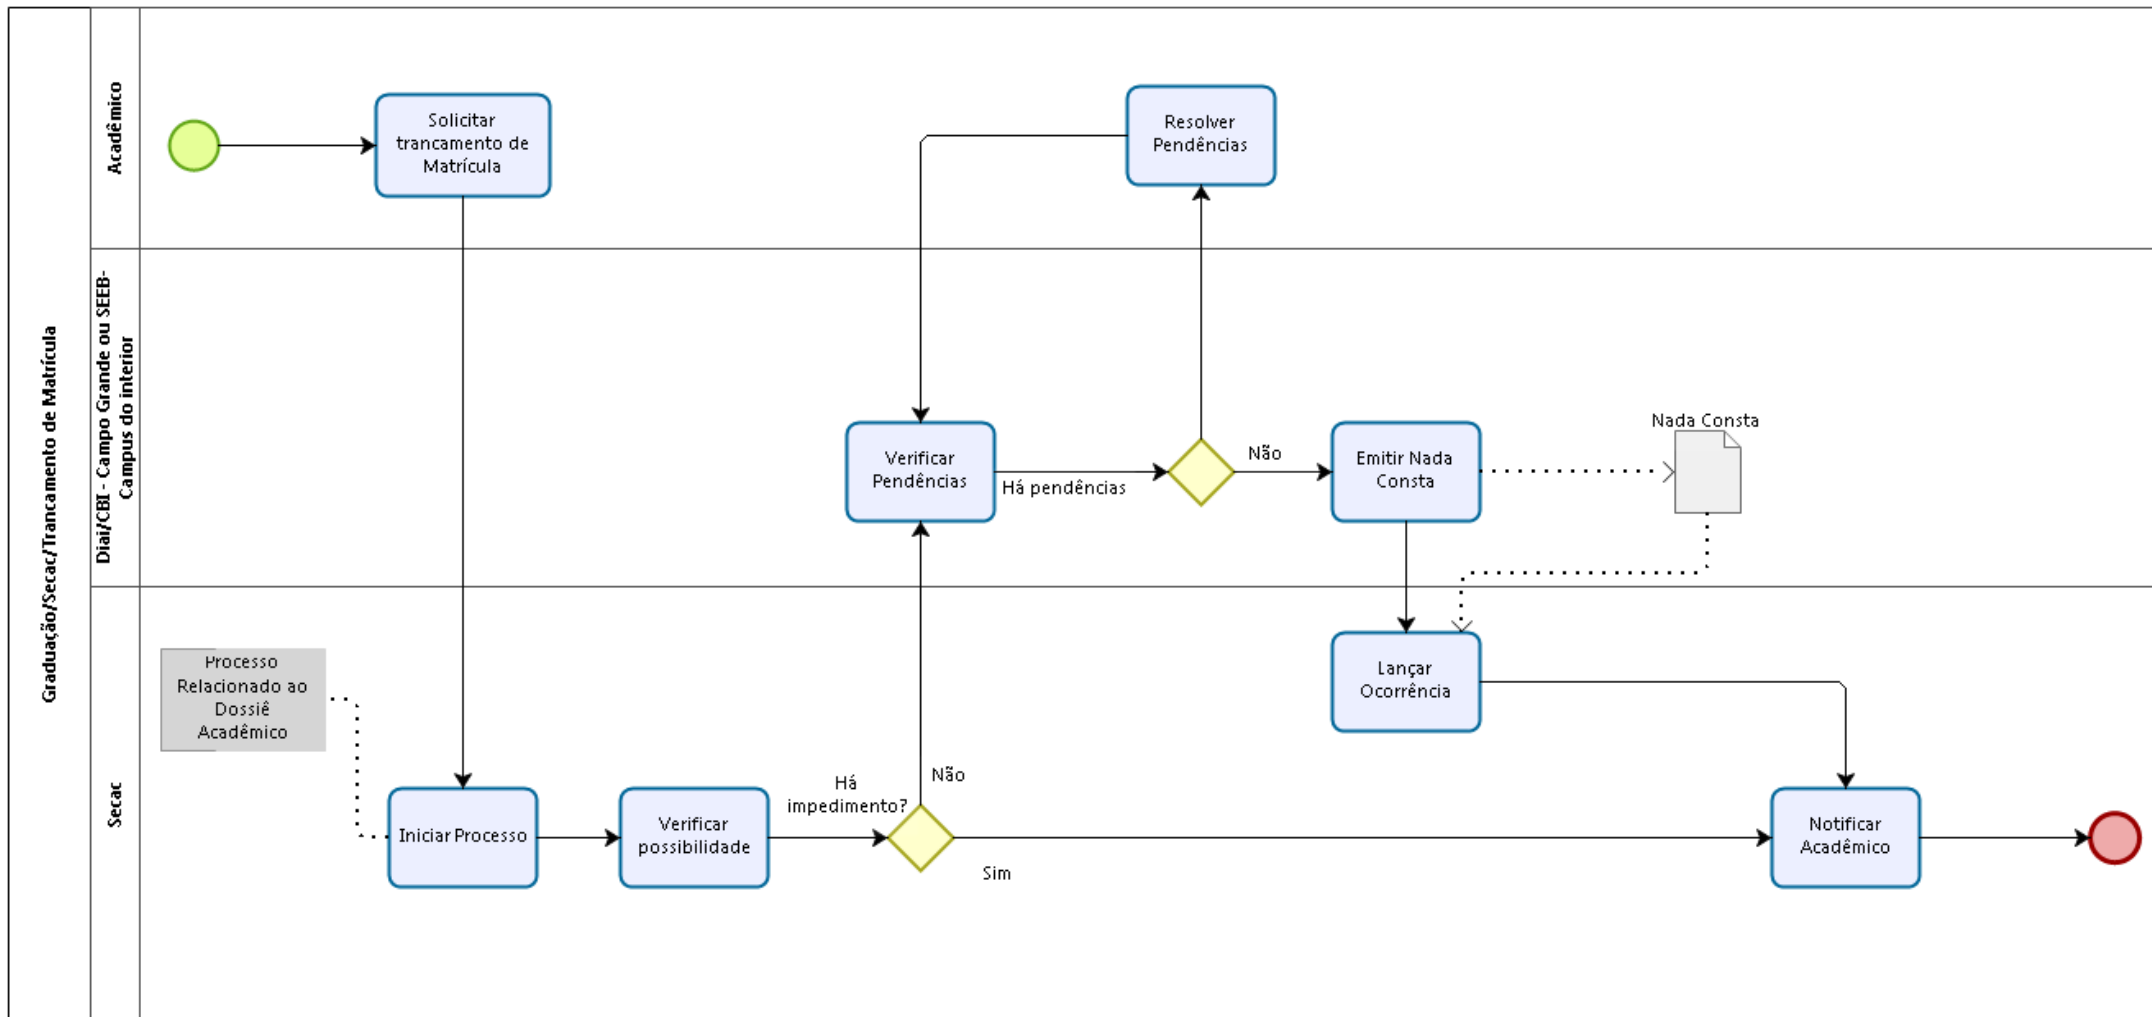 Graduação/Secac/Trancamento de Matrícula
Acadêmico
Solicitar
trancamento de
Matrícula
Resolver
Pendências
Diai/CBI - Campo Grande ou SEEB-
Campus do interior
Verificar
Pendências
Há pendências
Não
Emitir Nada
Consta
Nada Consta
Secac
Processo
Relacionado ao
Dossiê
Acadêmico
Iniciar Processo
Verificar
possibilidade
Há
impedimento?
Não
Sim
Lançar
Ocorrência
Notificar
Acadêmico